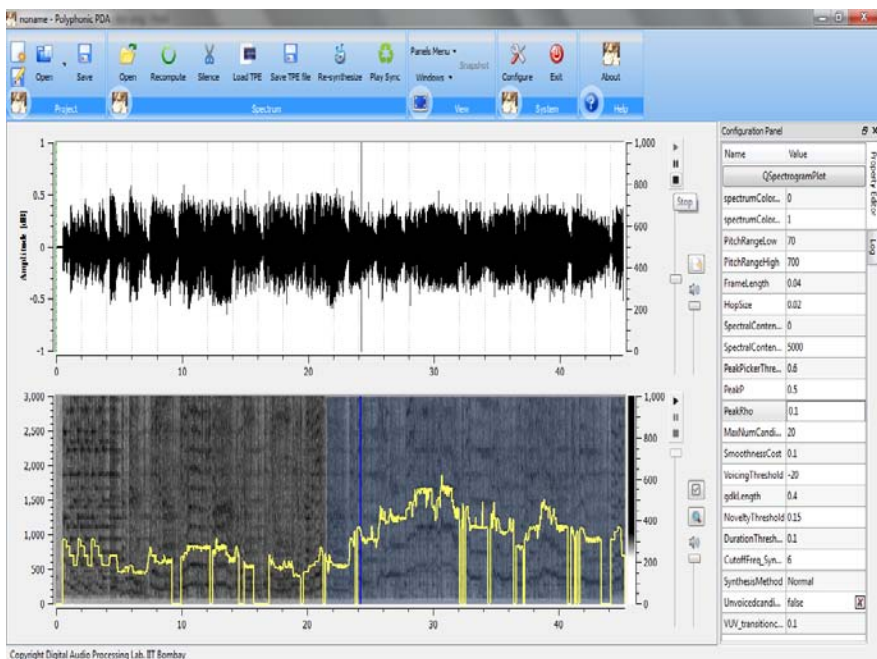 noname - Polyphonic PDA
Open Save Open Recompute Silence Load TPE Save TPE file Re-synthesize Play Sync Panels Menu Snapshot Windows Configure Exit About
Project Spectrum View System Help
Configuration Panel
Name Value
QSpectrogramPlot
spectrumColor... 0
spectrumColor... 1
PitchRangeLow 70
PitchRangeHigh 700
FrameLength 0.04
HopSize 0.02
SpectralConten... 0
SpectralConten... 5000
PeakPickerThre... 0.6
PeakP 0.5
PeakRho 0.1
MaxNumCandi... 20
SmoothnessCost 0.1
VoicingThreshold -20
gdkLength 0.4
NoveltyThreshold 0.15
DurationThresh... 0.1
CutoffFreq_Syn... 6
SynthesisMethod Normal
Unvoicedcandi... false
VUV_transitionc... 0.1
Property Editor
Log
Amplitude [dB]
1
0.5
0
-0.5
-1
1,000
800
600
400
200
0
0 10 20 30 40
Stop
3,000
2,500
2,000
1,500
1,000
500
0
1,000
800
600
400
200
0
0 10 20 30 40
Copyright Digital Audio Processing Lab, IIT Bombay